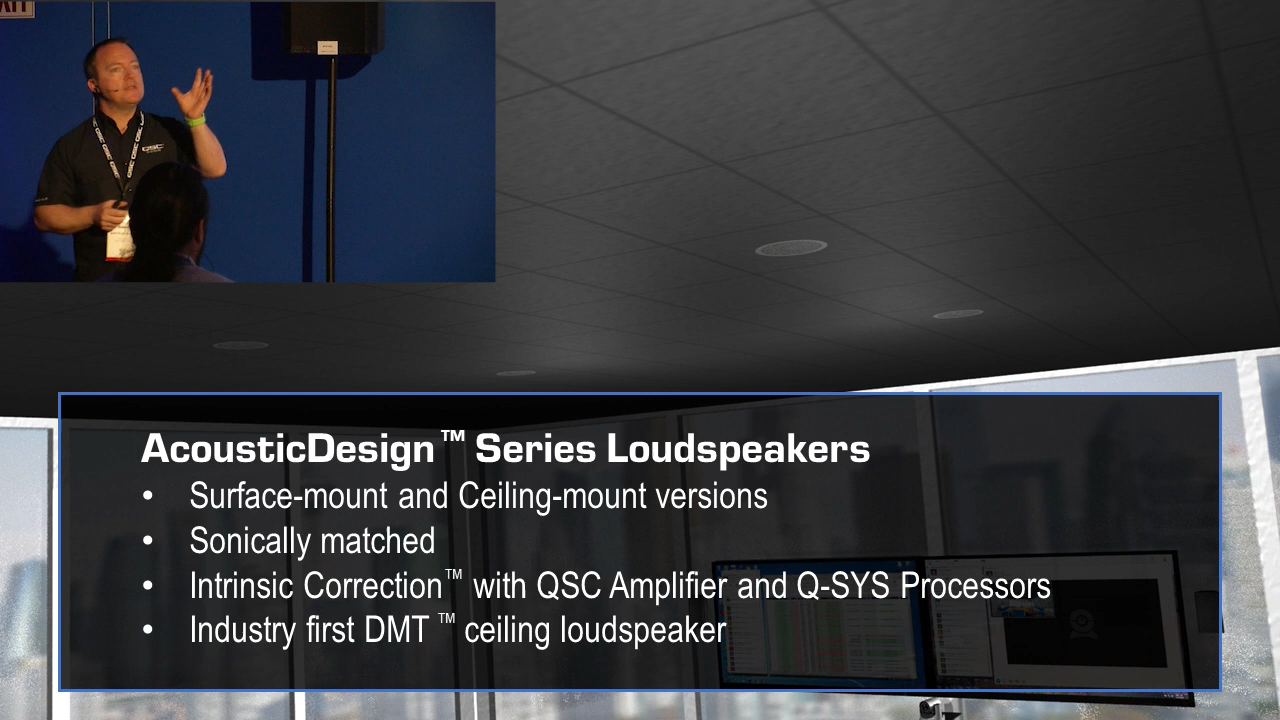 QSC
AcousticDesign™ Series Loudspeakers
• Surface-mount and Ceiling-mount versions
• Sonically matched
• Intrinsic Correction™ with QSC Amplifier and Q-SYS Processors
• Industry first DMT ™ ceiling loudspeaker